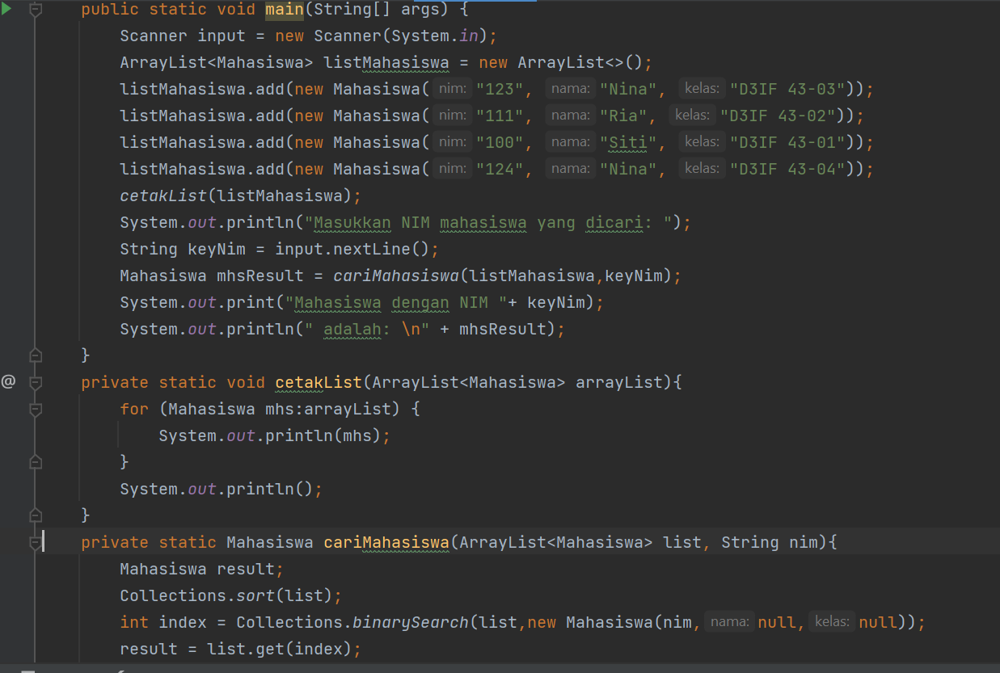 public static void main(String[] args) {
Scanner input = new Scanner(System.in);
ArrayList<Mahasiswa> listMahasiswa = new ArrayList<>();
listMahasiswa.add(new Mahasiswa( nim: "123", nama: "Nina", kelas: "D3IF 43-03"));
listMahasiswa.add(new Mahasiswa( nim: "111", nama: "Ria", kelas: "D3IF 43-02"));
listMahasiswa.add(new Mahasiswa( nim: "100", nama: "Siti", kelas: "D3IF 43-01"));
listMahasiswa.add(new Mahasiswa( nim: "124", nama: "Nina", kelas: "D3IF 43-04"));
cetakList(listMahasiswa);
System.out.println("Masukkan NIM mahasiswa yang dicari: ");
String keyNim = input.nextLine();
Mahasiswa mhsResult = cariMahasiswa(listMahasiswa,keyNim);
System.out.print("Mahasiswa dengan NIM "+ keyNim);
System.out.println(" adalah: \n" + mhsResult);
}
@ private static void cetakList(ArrayList<Mahasiswa> arrayList){
for (Mahasiswa mhs:arrayList) {
System.out.println(mhs);
}
System.out.println();
}
private static Mahasiswa cariMahasiswa(ArrayList<Mahasiswa> list, String nim){
Mahasiswa result;
Collections.sort(list);
int index = Collections.binarySearch(list,new Mahasiswa(nim, nama: null, kelas: null));
result = list.get(index);